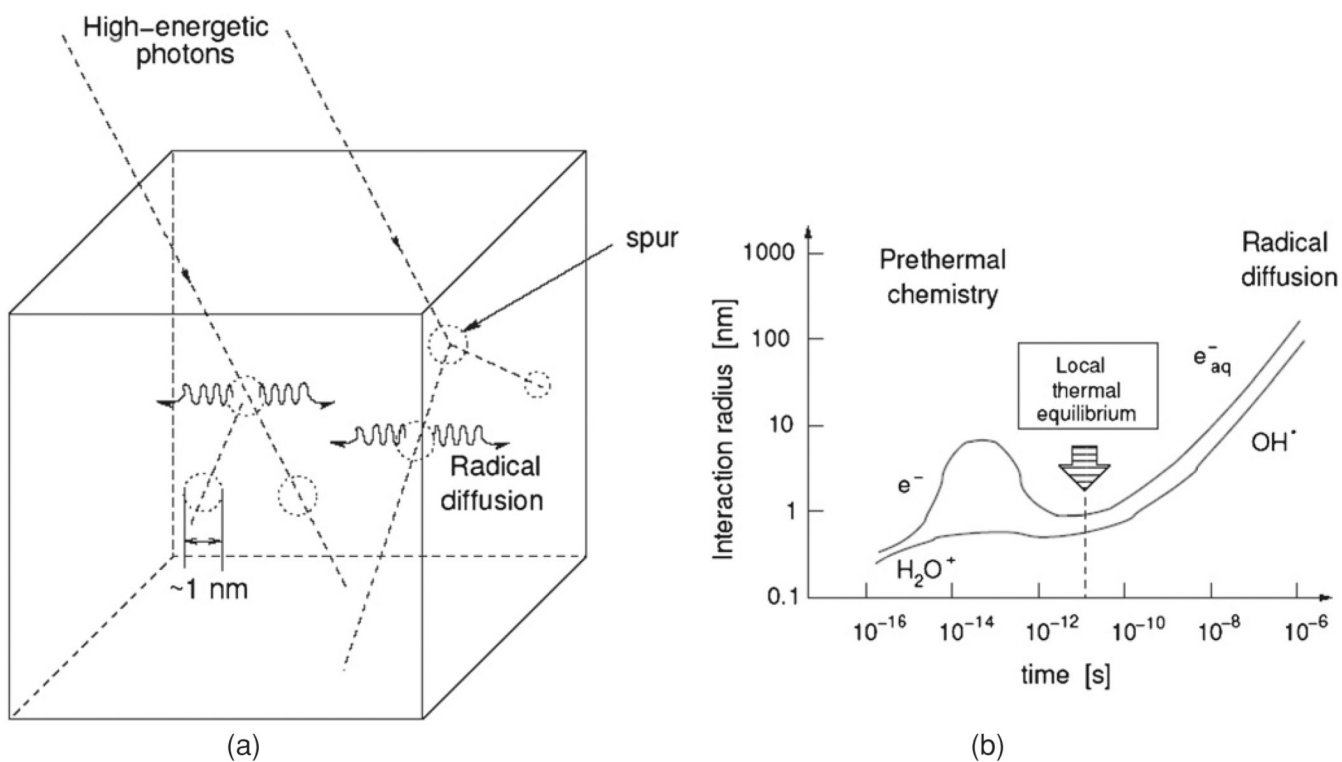 High-energetic
photons
spur
Radical
diffusion
~1 nm
(a)
Interaction radius [nm]
1000
100
10
1
0.1
Prethermal
chemistry
Radical
diffusion
Local
thermal
equilibrium
e⁻
H₂O⁺
e⁻aq
OH•
10⁻¹⁶ 10⁻¹⁴ 10⁻¹² 10⁻¹⁰ 10⁻⁸ 10⁻⁶
time [s]
(b)